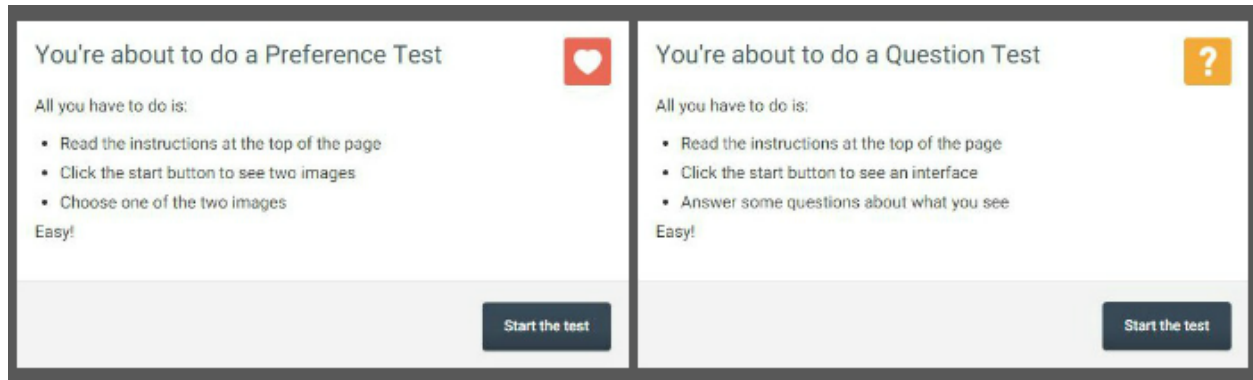 You're about to do a Preference Test
All you have to do is:
• Read the instructions at the top of the page
• Click the start button to see two images
• Choose one of the two images
Easy!
Start the test
You're about to do a Question Test
?
All you have to do is:
• Read the instructions at the top of the page
• Click the start button to see an interface
• Answer some questions about what you see
Easy!
Start the test